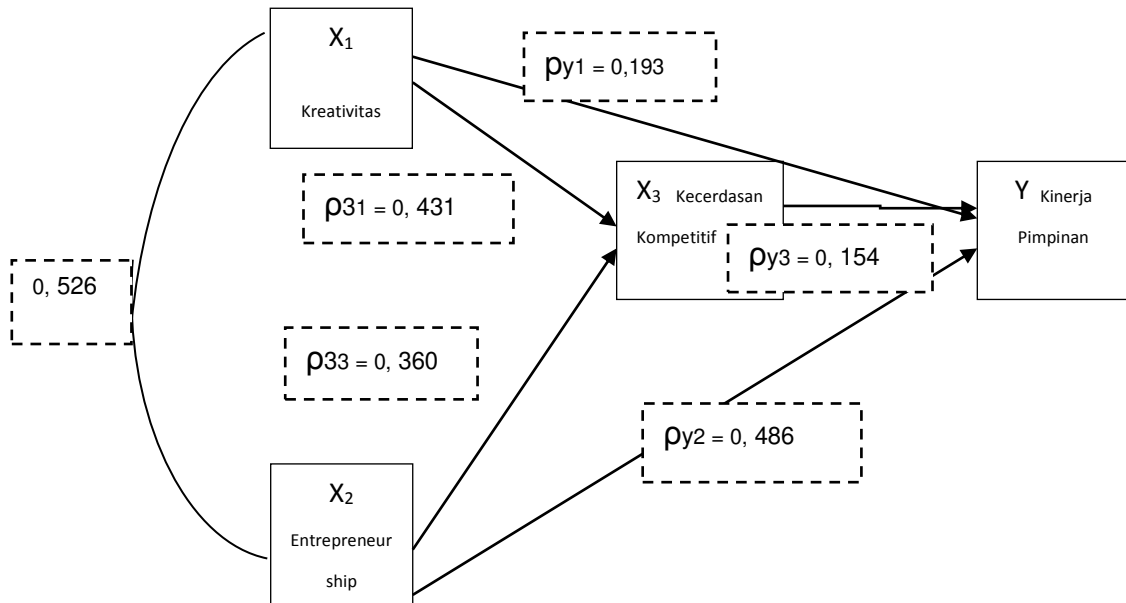 X₁
Kreativitas
ρy1 = 0,193
X₃ Kecerdasan
Kompetitif
Y Kinerja
Pimpinan
ρ31 = 0, 431
ρy3 = 0, 154
0, 526
ρ33 = 0, 360
ρy2 = 0, 486
X₂
Entrepreneur
ship